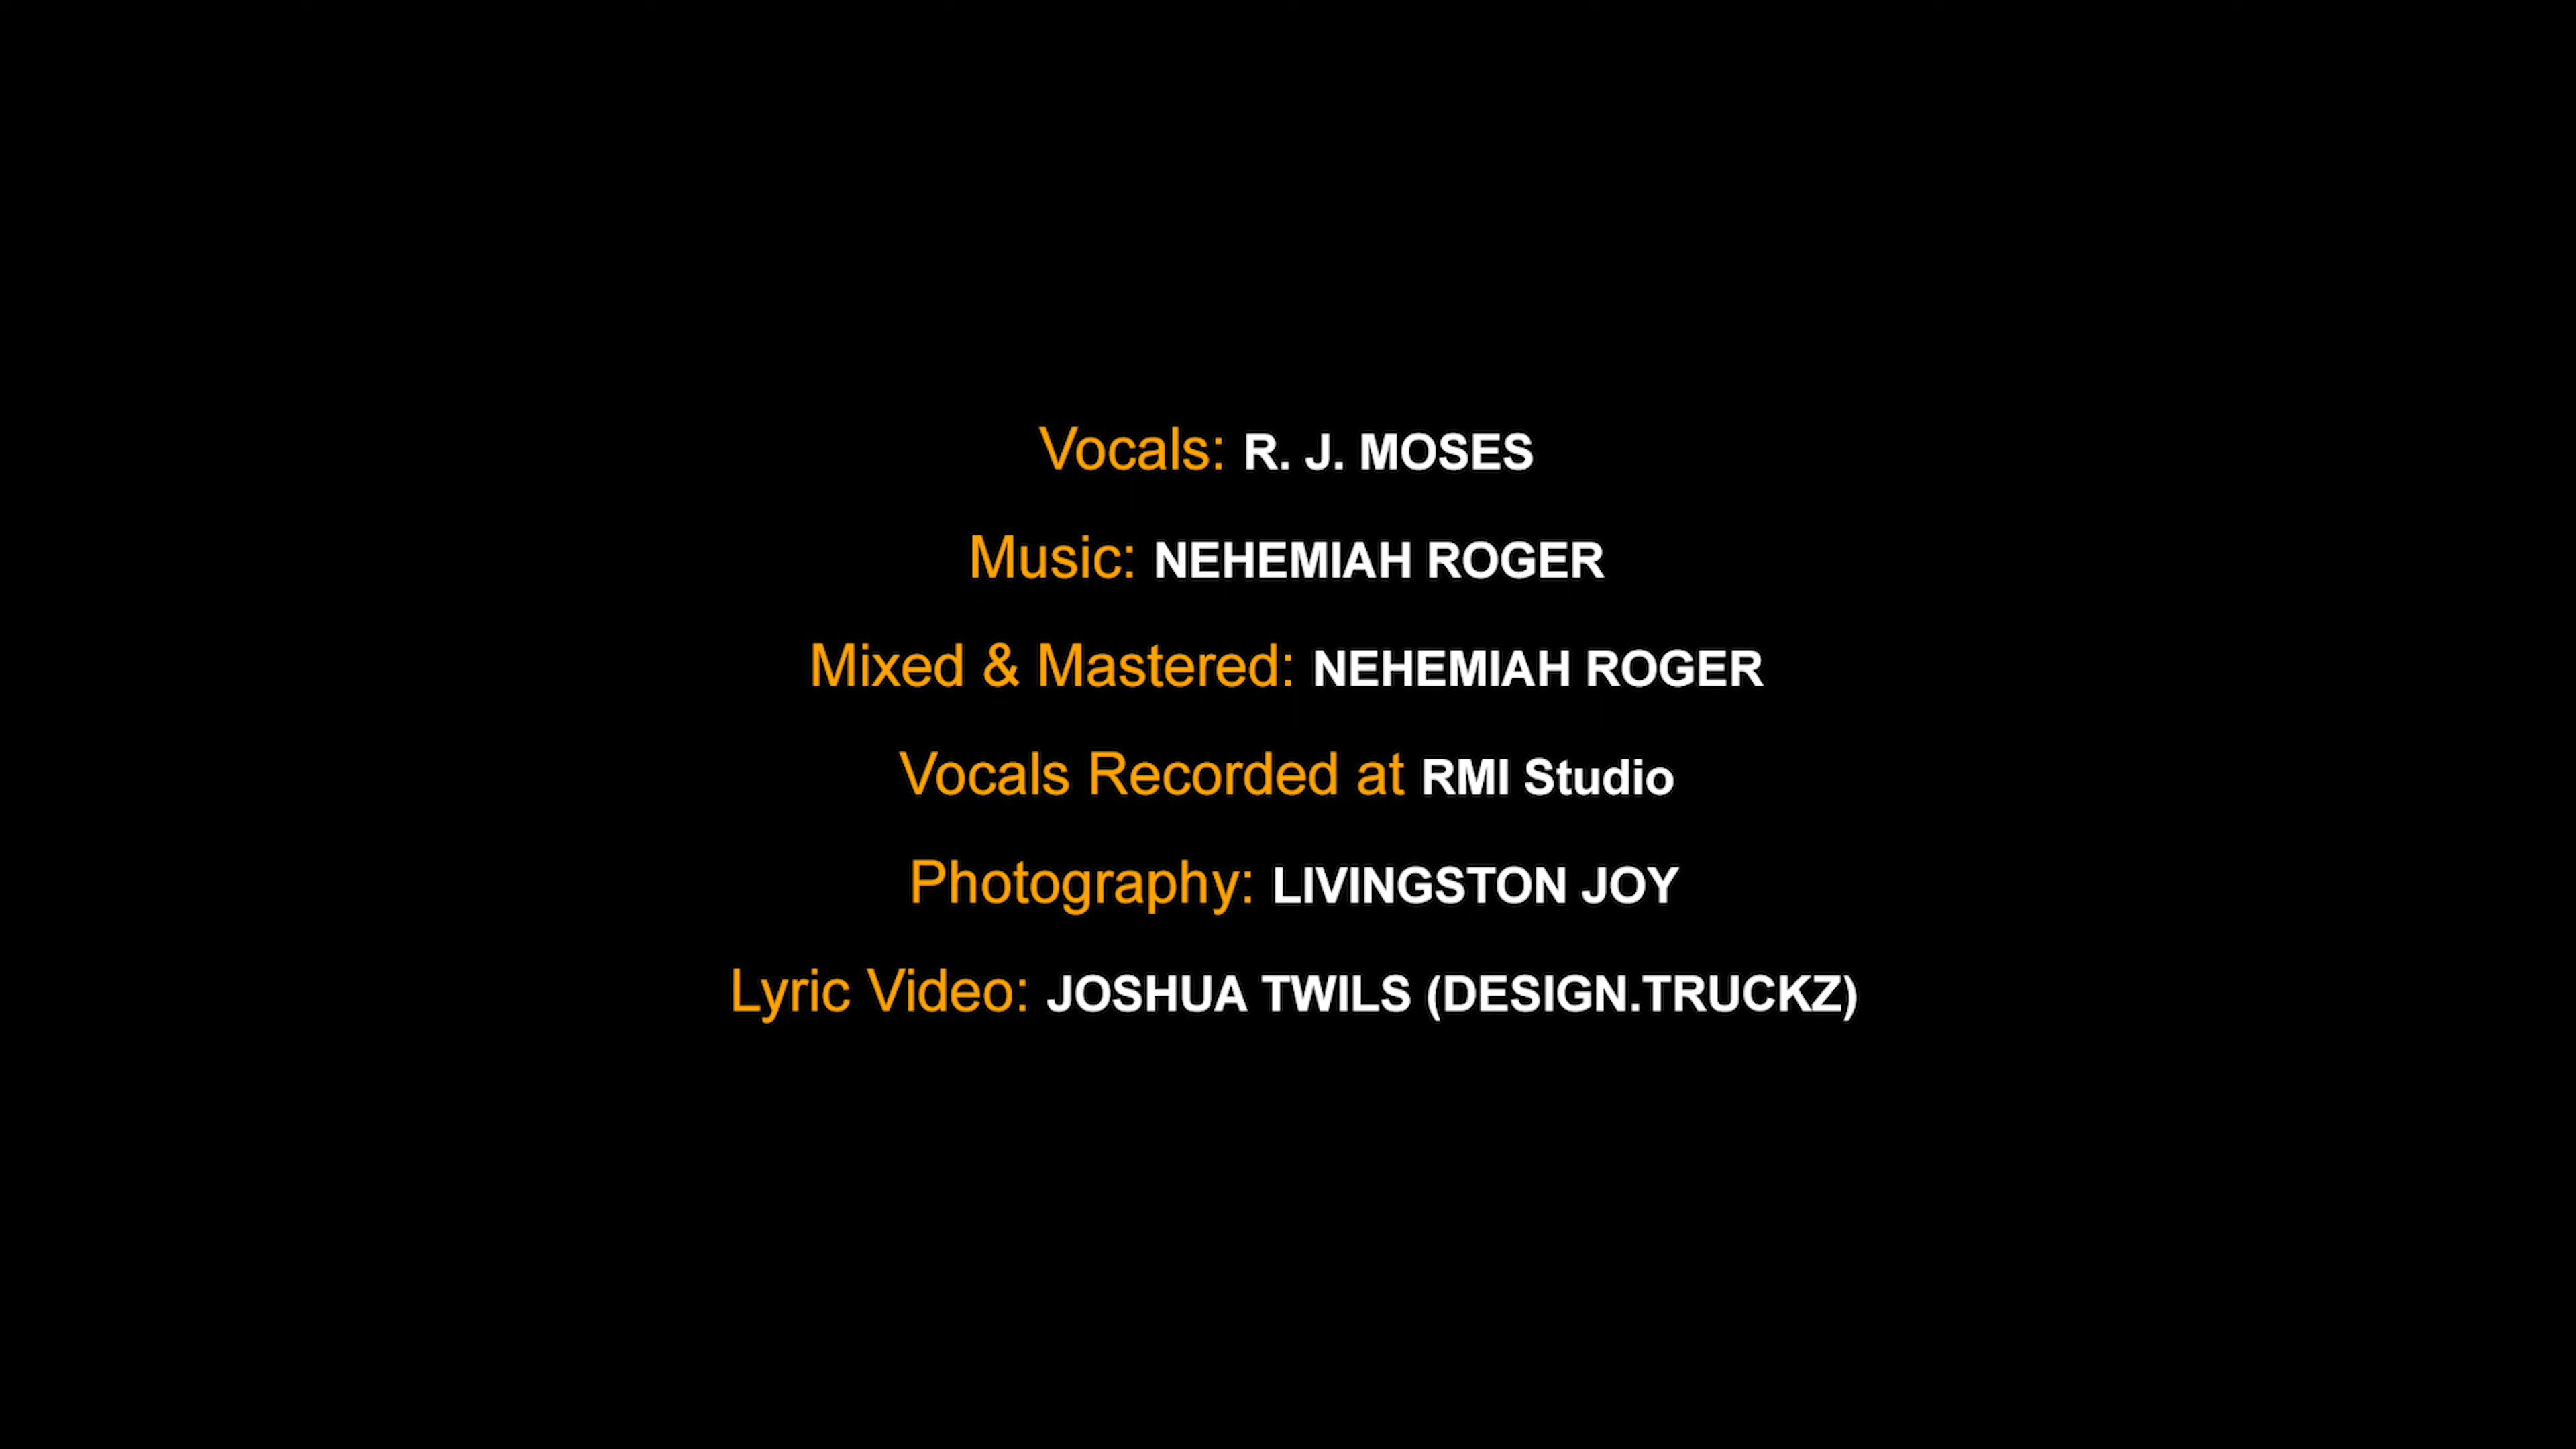 Vocals: R. J. MOSES
Music: NEHEMIAH ROGER
Mixed & Mastered: NEHEMIAH ROGER
Vocals Recorded at RMI Studio
Photography: LIVINGSTON JOY
Lyric Video: JOSHUA TWILS (DESIGN.TRUCKZ)